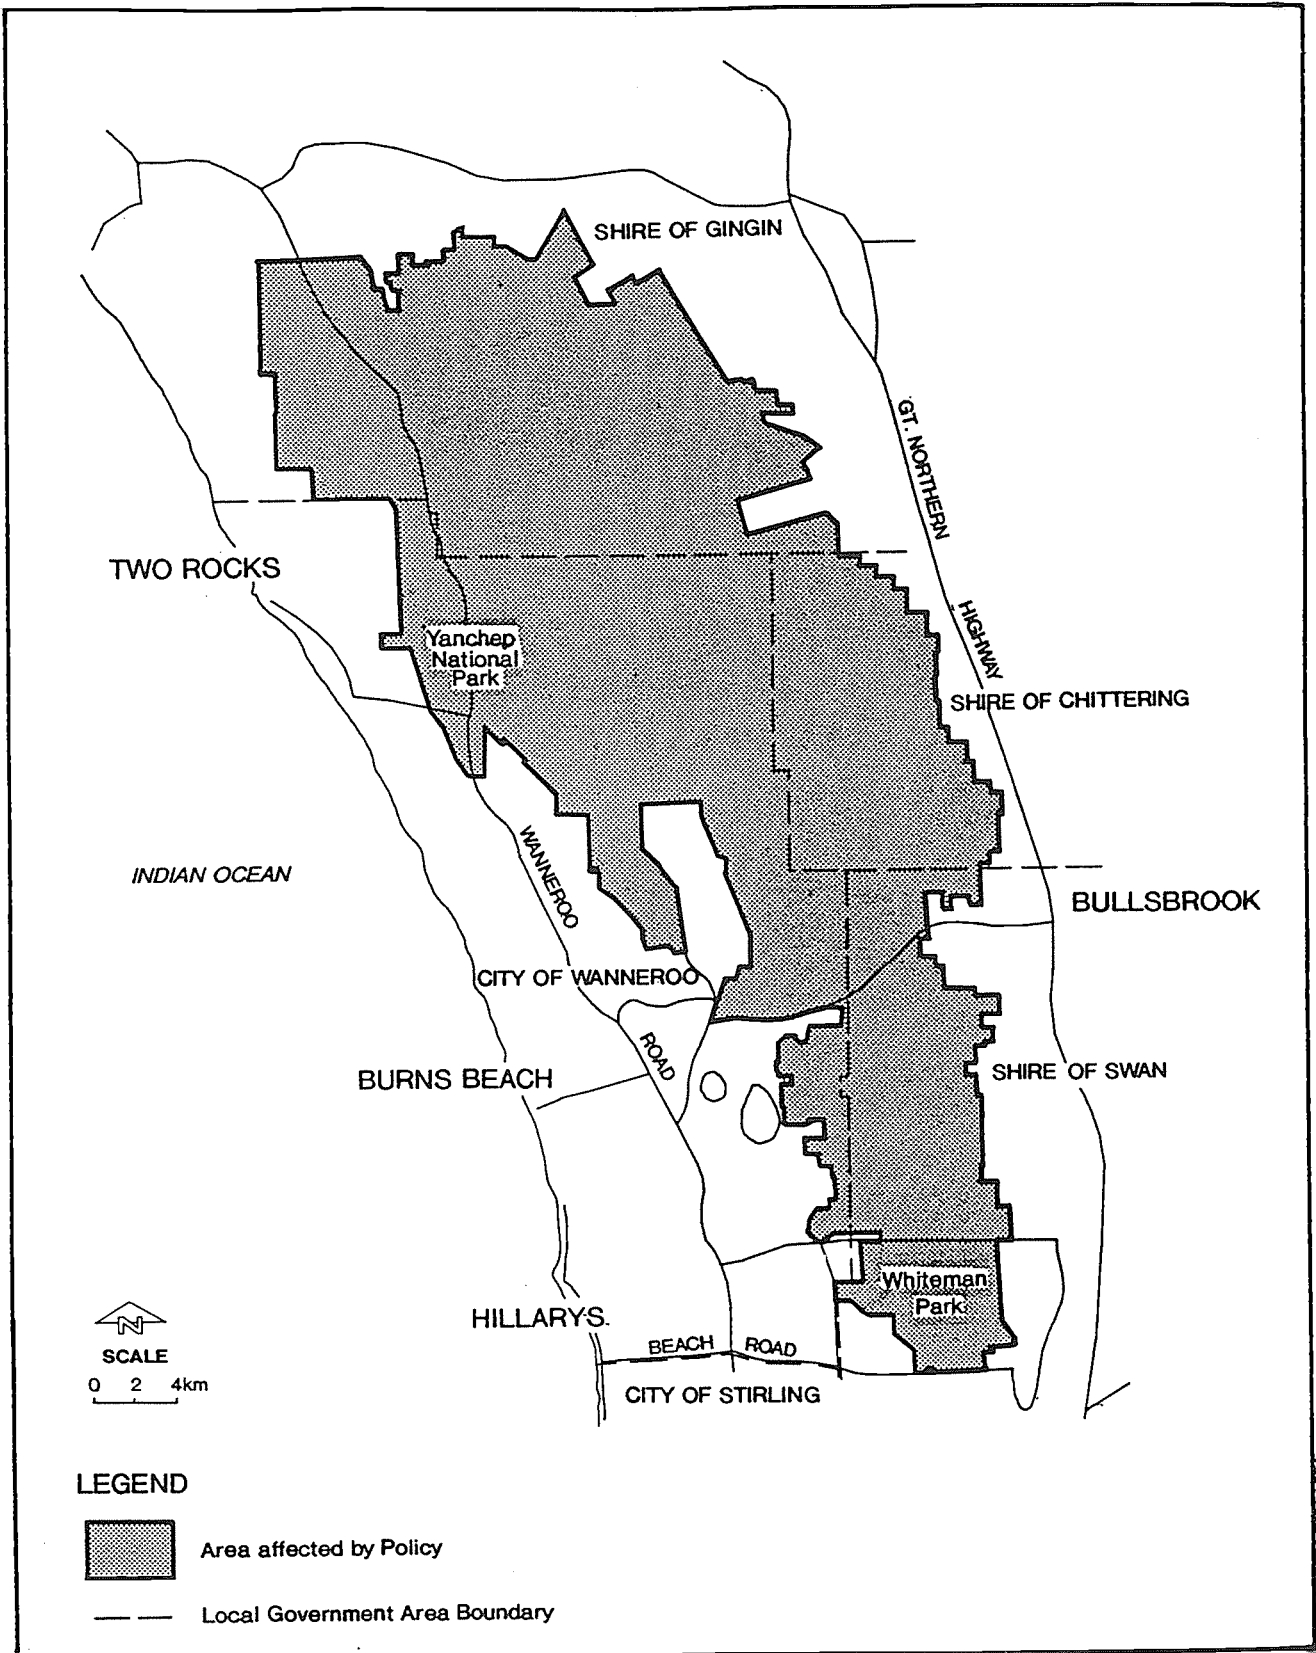 SHIRE OF GINGIN
GT. NORTHERN
HIGHWAY
TWO ROCKS
Yanchep
National
Park
SHIRE OF CHITTERING
WANNEROO
INDIAN OCEAN
BULLSBROOK
CITY OF WANNEROO
ROAD
BURNS BEACH
SHIRE OF SWAN
Whiteman
Park
HILLARYS.
BEACH ROAD
CITY OF STIRLING
N
SCALE
0 2 4km
LEGEND
Area affected by Policy
Local Government Area Boundary